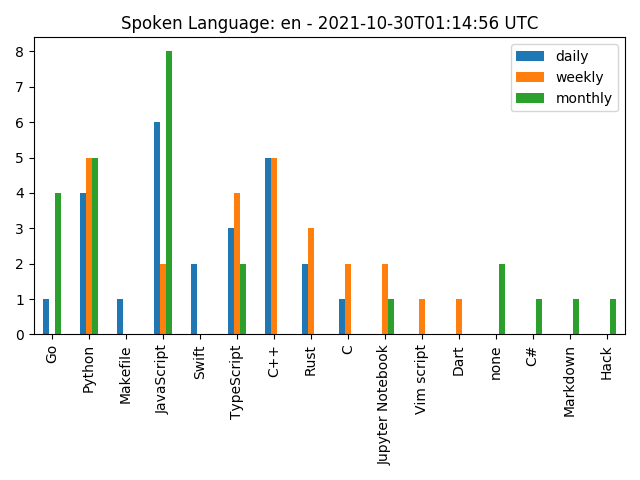 Spoken Language: en - 2021-10-30T01:14:56 UTC
daily
weekly
monthly
8
7
6
5
4
3
2
1
0
Go
Python
Makefile
JavaScript
Swift
TypeScript
C++
Rust
C
Jupyter Notebook
Vim script
Dart
none
C#
Markdown
Hack